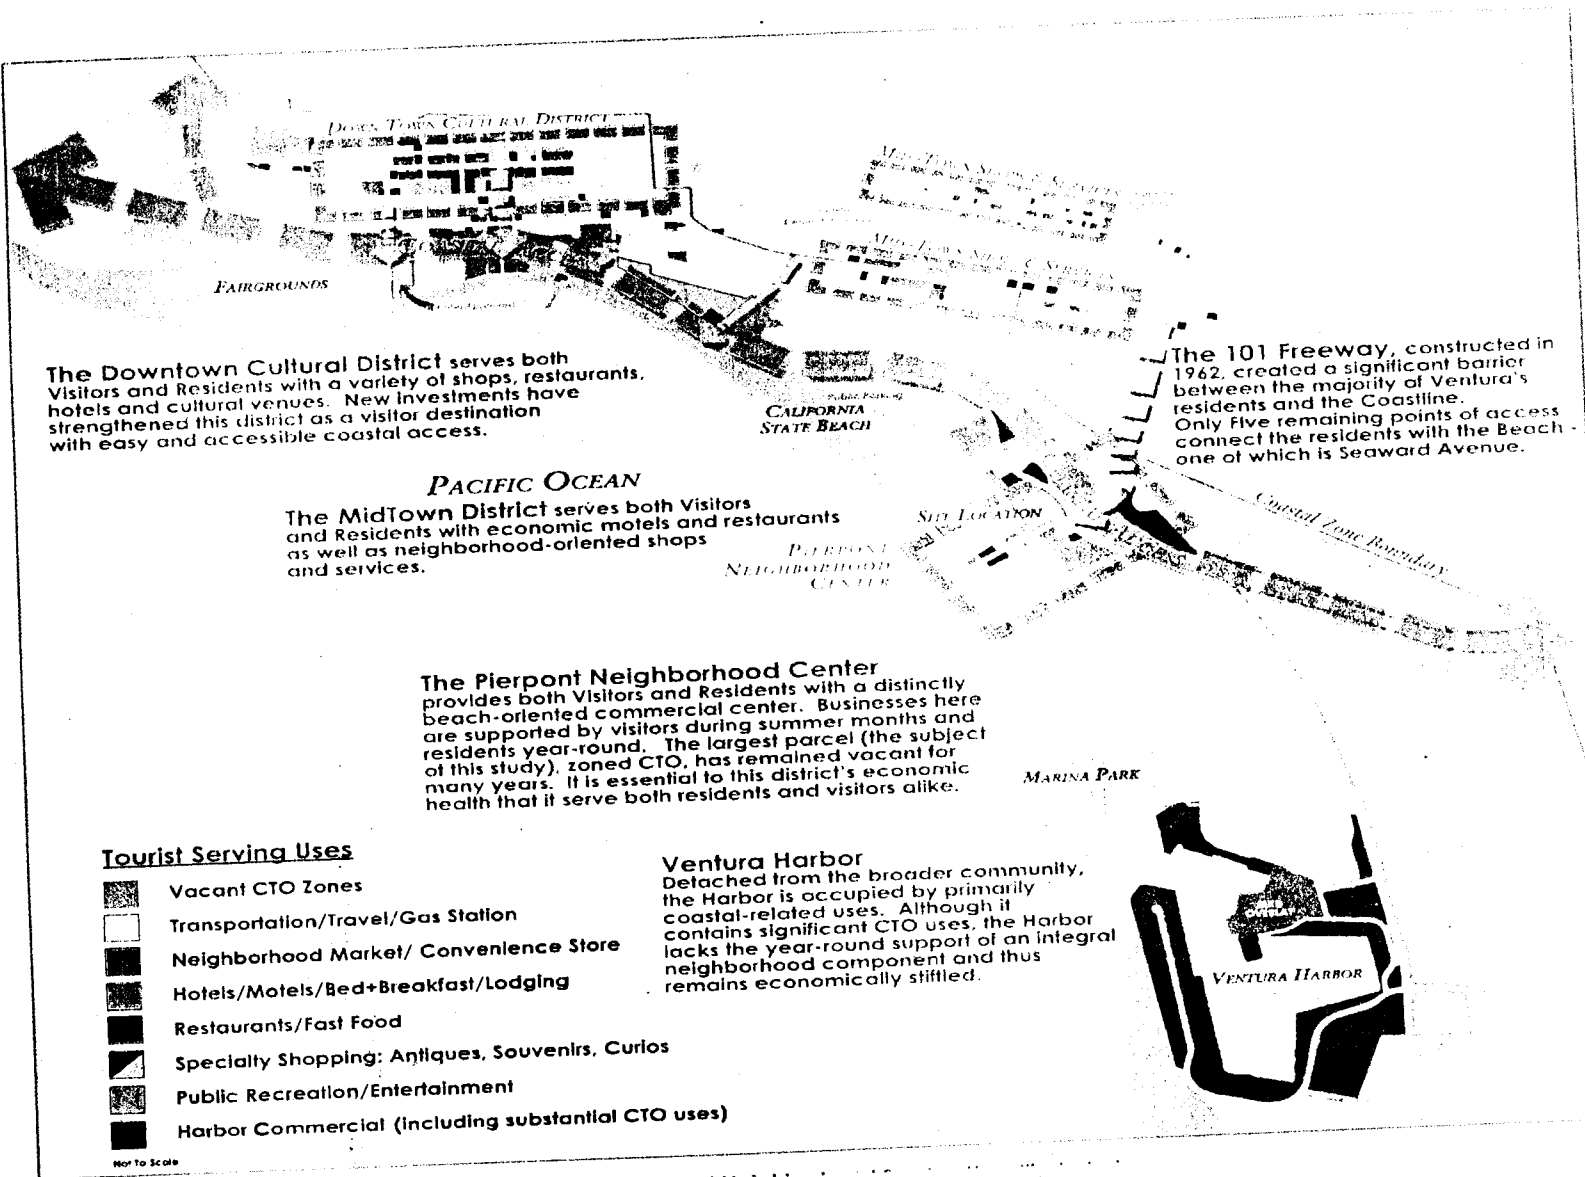 DOWN TOWN CULTURAL DISTRICT
FAIRGROUNDS
The Downtown Cultural District serves both
Visitors and Residents with a variety of shops, restaurants,
hotels and cultural venues. New investments have
strengthened this district as a visitor destination
with easy and accessible coastal access.
Public Parking
CALIFORNIA
STATE BEACH
The 101 Freeway, constructed in
1962, created a significant barrier
between the majority of Ventura's
residents and the Coastline.
Only Five remaining points of access
connect the residents with the Beach -
one of which is Seaward Avenue.
PACIFIC OCEAN
The MidTown District serves both Visitors
and Residents with economic motels and restaurants
as well as neighborhood-oriented shops
and services.
SITE LOCATION
PIERPONT
NEIGHBORHOOD
CENTER
Coastal Zone Boundary
The Pierpont Neighborhood Center
provides both Visitors and Residents with a distinctly
beach-oriented commercial center. Businesses here
are supported by visitors during summer months and
residents year-round. The largest parcel (the subject
of this study), zoned CTO, has remained vacant for
many years. It is essential to this district's economic
health that it serve both residents and visitors alike.
MARINA PARK
Tourist Serving Uses
Vacant CTO Zones
Transportation/Travel/Gas Station
Neighborhood Market/ Convenience Store
Hotels/Motels/Bed+Breakfast/Lodging
Restaurants/Fast Food
Specialty Shopping: Antiques, Souvenirs, Curios
Public Recreation/Entertainment
Harbor Commercial (including substantial CTO uses)
Not To Scale
Ventura Harbor
Detached from the broader community,
the Harbor is occupied by primarily
coastal-related uses. Although it
contains significant CTO uses, the Harbor
lacks the year-round support of an integral
neighborhood component and thus
remains economically stiftled.
VENTURA HARBOR